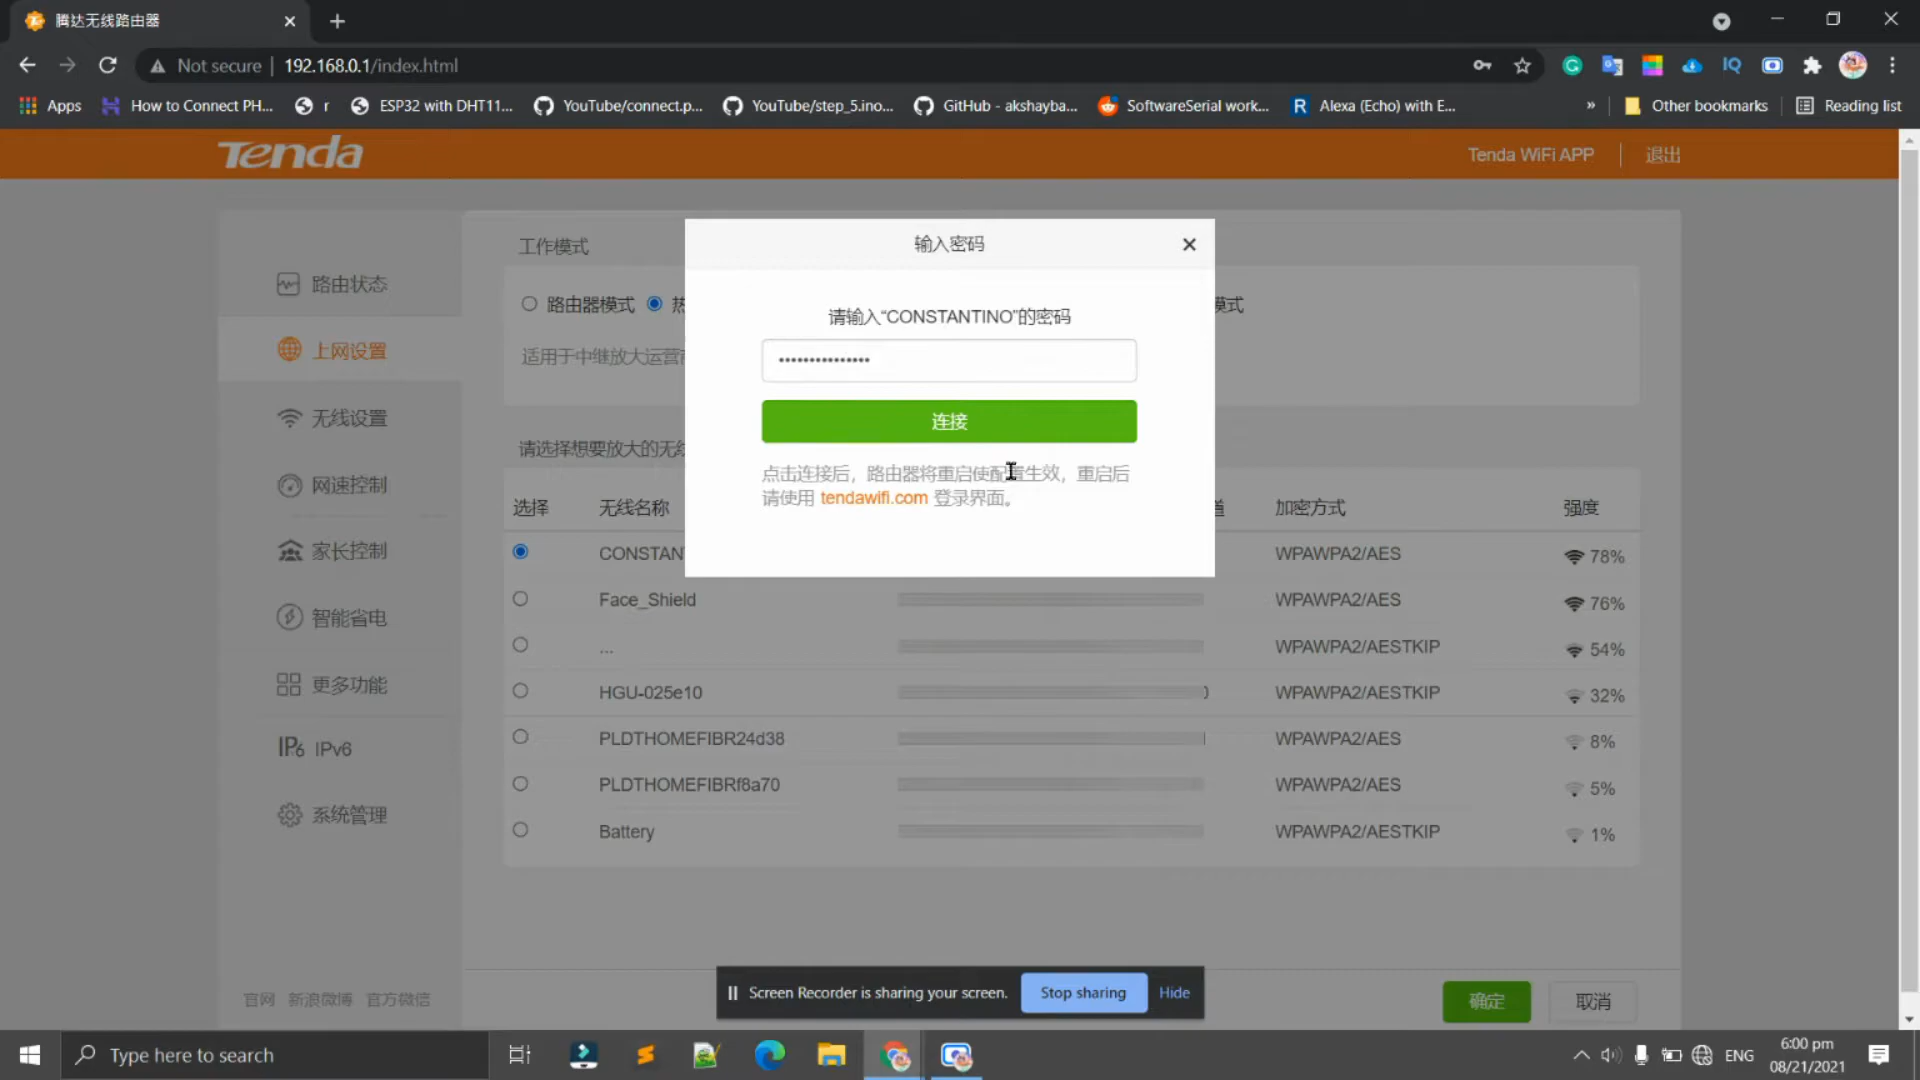 腾达无线路由器
Not secure | 192.168.0.1/index.html
Apps
How to Connect PH...
r
ESP32 with DHT11...
YouTube/connect.p...
YouTube/step_5.ino...
GitHub - akshayba...
SoftwareSerial work...
Alexa (Echo) with E...
»
Other bookmarks
Reading list
Tenda
Tenda WiFi APP
退出
路由状态
上网设置
无线设置
网速控制
家长控制
智能省电
更多功能
IPv6
系统管理
官网 新浪微博 官方微信
工作模式
路由器模式
热
模式
适用于中继放大运营
请选择想要放大的无
输入密码
请输入“CONSTANTINO”的密码
•••••••••••••••
连接
点击连接后，路由器将重启使配置生效，重启后
请使用 tendawifi.com 登录界面。
选择 无线名称 道 加密方式 强度
CONSTAN WPAWPA2/AES 78%
Face_Shield WPAWPA2/AES 76%
... WPAWPA2/AESTKIP 54%
HGU-025e10 WPAWPA2/AESTKIP 32%
PLDTHOMEFIBR24d38 WPAWPA2/AES 8%
PLDTHOMEFIBRf8a70 WPAWPA2/AES 5%
Battery WPAWPA2/AESTKIP 1%
Screen Recorder is sharing your screen.
Stop sharing
Hide
确定
取消
Type here to search
ENG
6:00 pm
08/21/2021